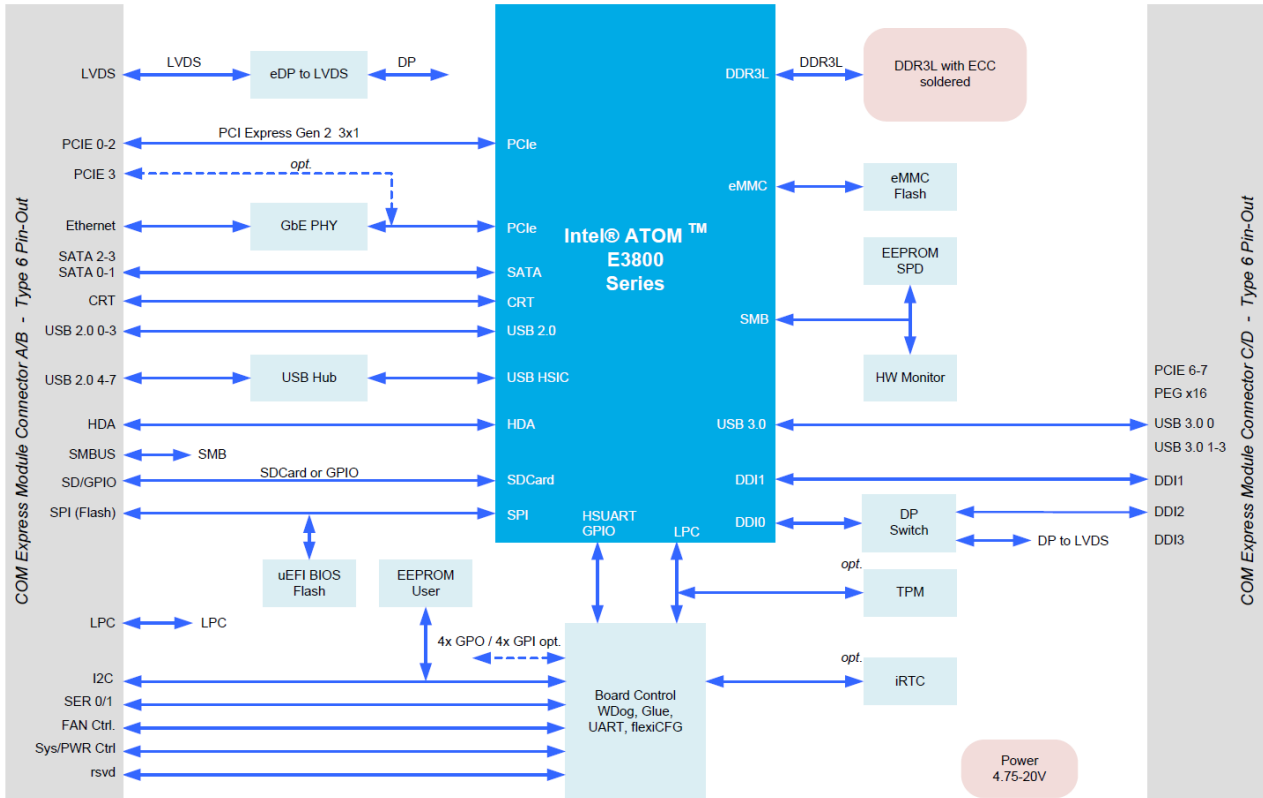 COM Express Module Connector A/B - Type 6 Pin-Out
LVDS
PCIE 0-2
PCIE 3
Ethernet
SATA 2-3
SATA 0-1
CRT
USB 2.0 0-3
USB 2.0 4-7
HDA
SMBUS
SD/GPIO
SPI (Flash)
LPC
I2C
SER 0/1
FAN Ctrl.
Sys/PWR Ctrl
rsvd
LVDS
eDP to LVDS
DP
PCI Express Gen 2 3x1
opt.
GbE PHY
USB Hub
SMB
SDCard or GPIO
uEFI BIOS
Flash
EEPROM
User
LPC
4x GPO / 4x GPI opt.
PCIe
PCIe
SATA
CRT
USB 2.0
USB HSIC
HDA
SDCard
SPI
Intel® ATOM ™
E3800
Series
HSUART
GPIO
LPC
DDR3L
eMMC
SMB
USB 3.0
DDI1
DDI0
Board Control
WDog, Glue,
UART, flexiCFG
DDR3L
DDR3L with ECC
soldered
eMMC
Flash
EEPROM
SPD
HW Monitor
DP
Switch
DP to LVDS
opt.
TPM
opt.
iRTC
Power
4.75-20V
PCIE 6-7
PEG x16
USB 3.0 0
USB 3.0 1-3
DDI1
DDI2
DDI3
COM Express Module Connector C/D - Type 6 Pin-Out